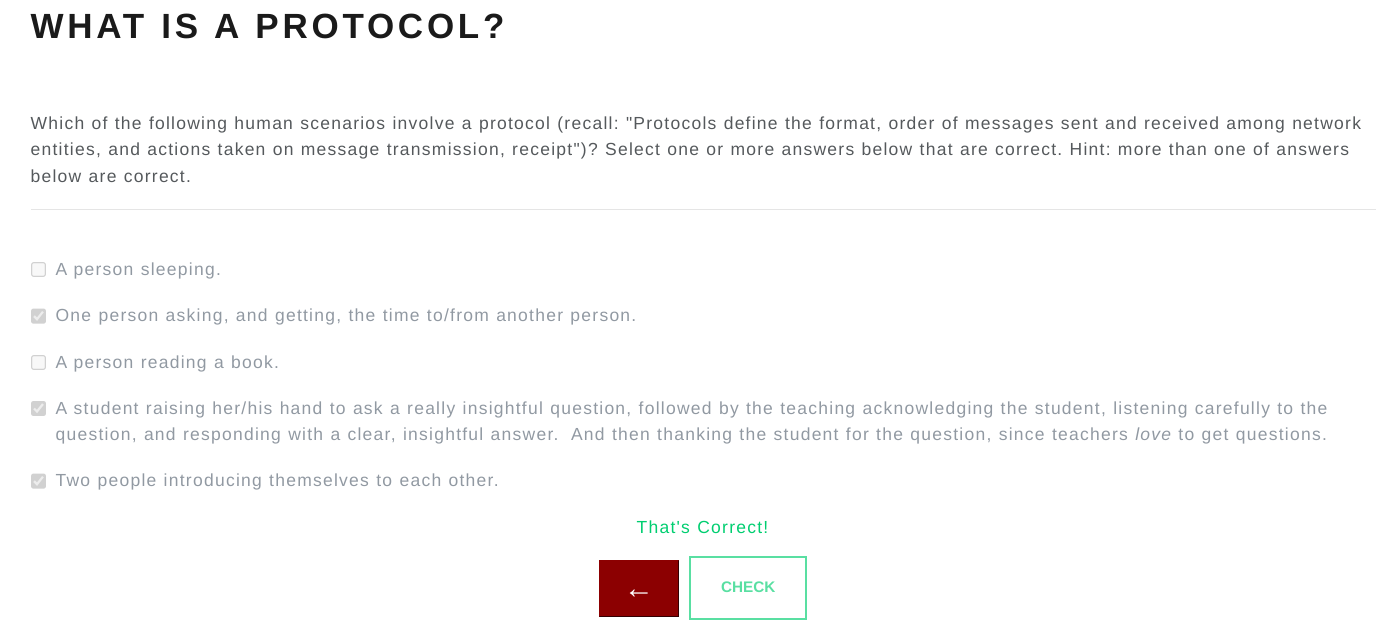 WHAT IS A PROTOCOL?
Which of the following human scenarios involve a protocol (recall: "Protocols define the format, order of messages sent and received among network
entities, and actions taken on message transmission, receipt")? Select one or more answers below that are correct. Hint: more than one of answers
below are correct.
A person sleeping.
One person asking, and getting, the time to/from another person.
A person reading a book.
A student raising her/his hand to ask a really insightful question, followed by the teaching acknowledging the student, listening carefully to the
question, and responding with a clear, insightful answer.  And then thanking the student for the question, since teachers love to get questions.
Two people introducing themselves to each other.
That's Correct!
← CHECK